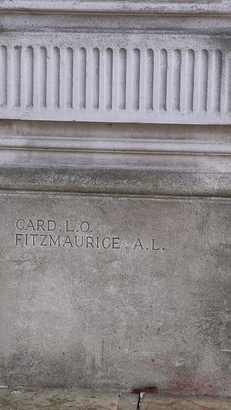 CARD, L.O.
FITZMAURICE, A.L.